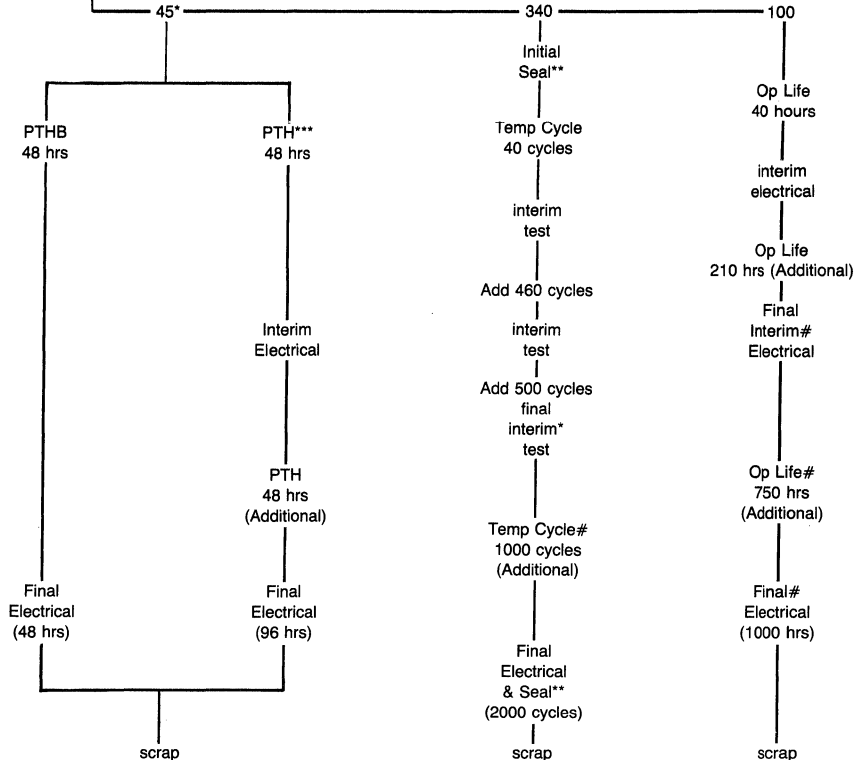 45*
340
100
PTHB
48 hrs
PTH***
48 hrs
Interim
Electrical
PTH
48 hrs
(Additional)
Final
Electrical
(48 hrs)
Final
Electrical
(96 hrs)
scrap
Initial
Seal**
Temp Cycle
40 cycles
interim
test
Add 460 cycles
interim
test
Add 500 cycles
final
interim*
test
Temp Cycle#
1000 cycles
(Additional)
Final
Electrical
& Seal**
(2000 cycles)
scrap
Op Life
40 hours
interim
electrical
Op Life
210 hrs (Additional)
Final
Interim#
Electrical
Op Life#
750 hrs
(Additional)
Final#
Electrical
(1000 hrs)
scrap